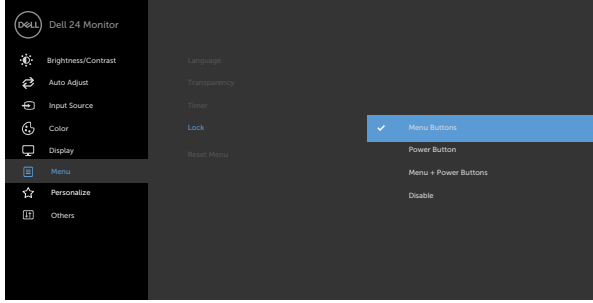 DELL
Dell 24 Monitor
Brightness/Contrast
Auto Adjust
Input Source
Color
Display
Menu
Personalize
Others
Language
Transparency
Timer
Lock
Reset Menu
Menu Buttons
Power Button
Menu + Power Buttons
Disable